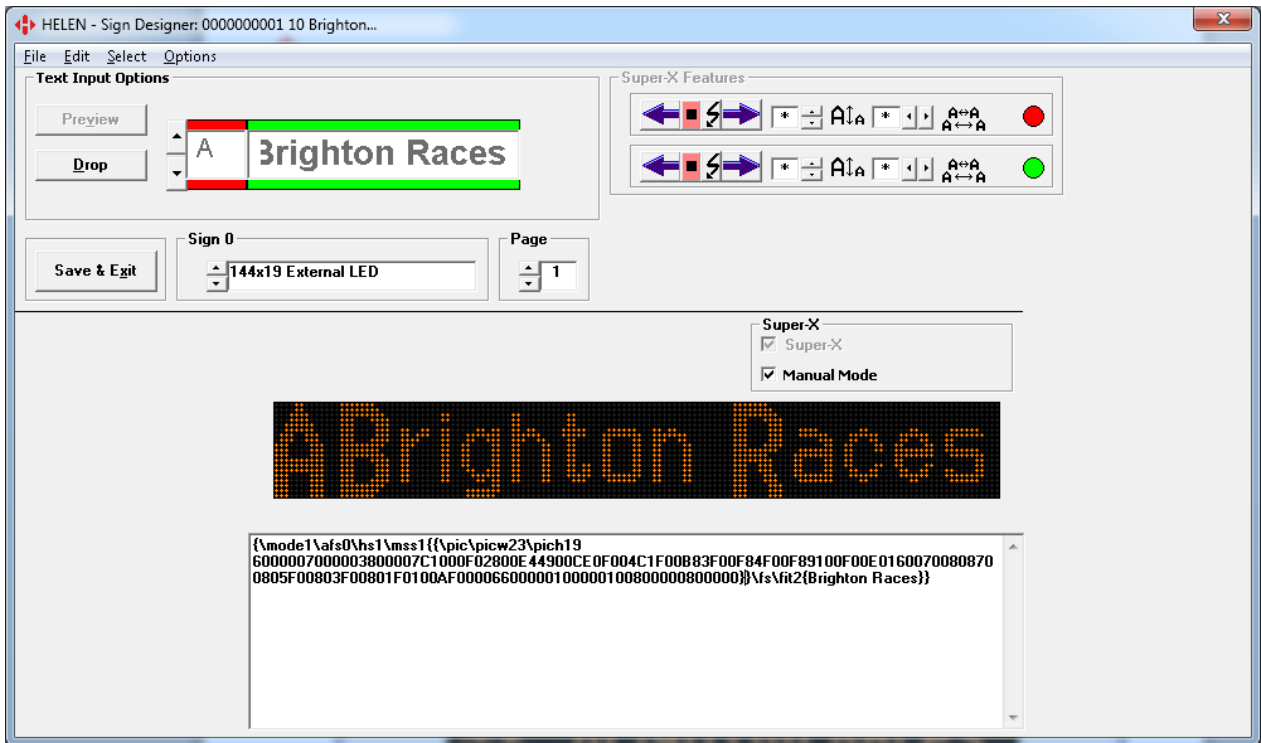 HELEN - Sign Designer: 0000000001 10 Brighton...
File Edit Select Options
Text Input Options
Super-X Features
Preview
Drop
A
Brighton Races
* A A * A A A A
* A A * A A A A
Save & Exit
Sign 0
144x19 External LED
Page
1
Super-X
Super-X
Manual Mode
ABrighton Races
{\mode1\afs0\hs1\mss1{{\pic\picw23\pich19
6000007000003800007C1000F02800E44900CE0F004C1F00B83F00F84F00F89100F00E0160070080870
0805F00803F00801F0100AF0000660000010000100800000800000}}\fs\fit2{Brighton Races}}